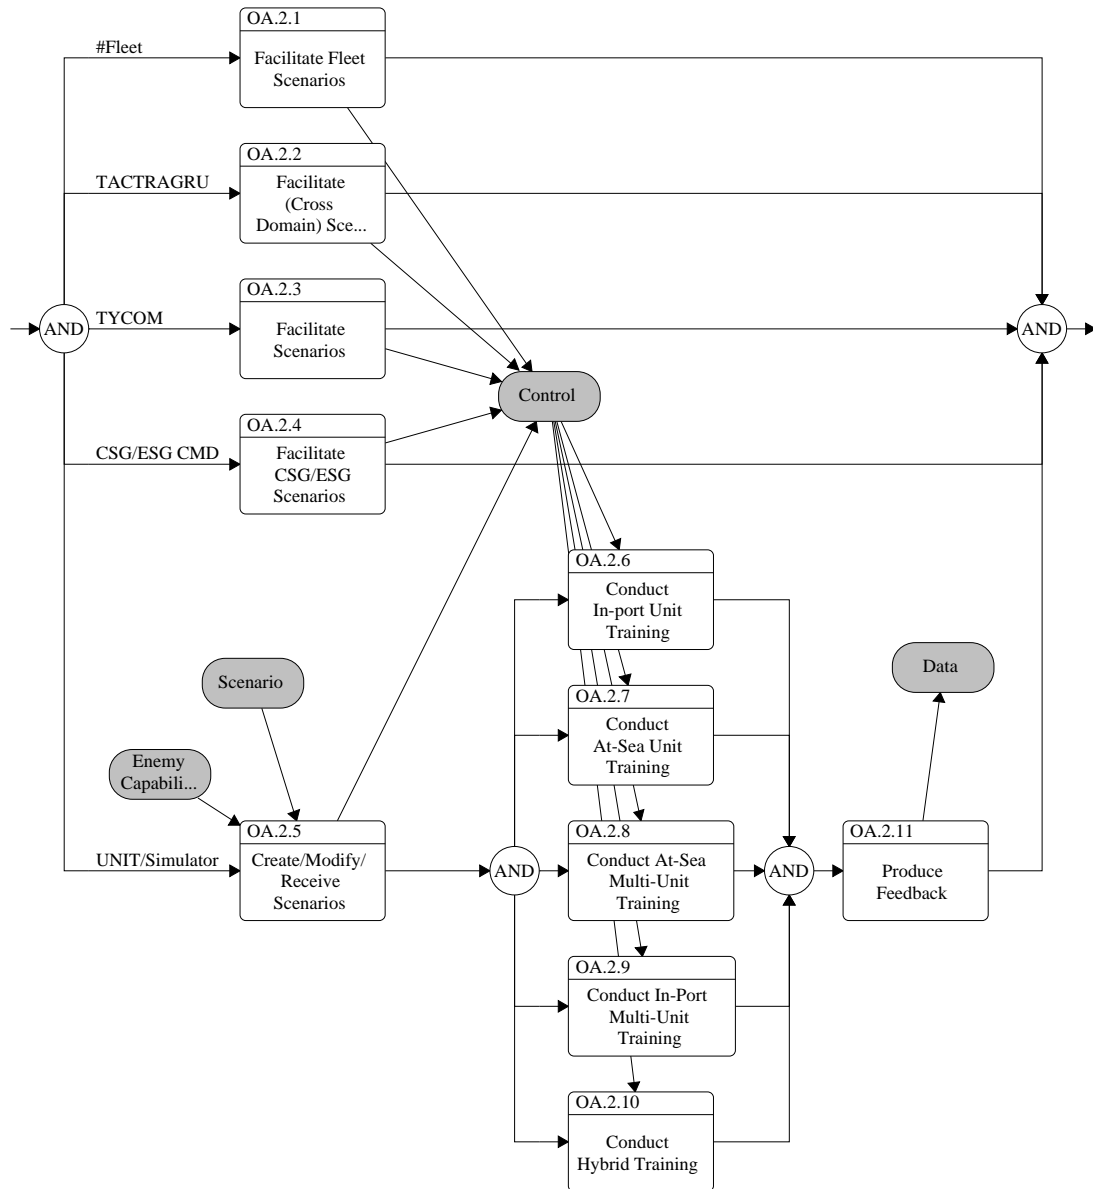 OA.2.1
#Fleet
Facilitate Fleet
Scenarios
OA.2.2
TACTRAGRU
Facilitate
(Cross
Domain) Sce...
OA.2.3
AND
TYCOM
Facilitate
Scenarios
AND
Control
OA.2.4
CSG/ESG CMD
Facilitate
CSG/ESG
Scenarios
OA.2.6
Conduct
In-port Unit
Training
Scenario
Data
OA.2.7
Conduct
At-Sea Unit
Training
Enemy
Capabili...
OA.2.5
UNIT/Simulator
Create/Modify/
Receive
Scenarios
AND
OA.2.8
Conduct At-Sea
Multi-Unit
Training
AND
OA.2.11
Produce
Feedback
OA.2.9
Conduct In-Port
Multi-Unit
Training
OA.2.10
Conduct
Hybrid Training